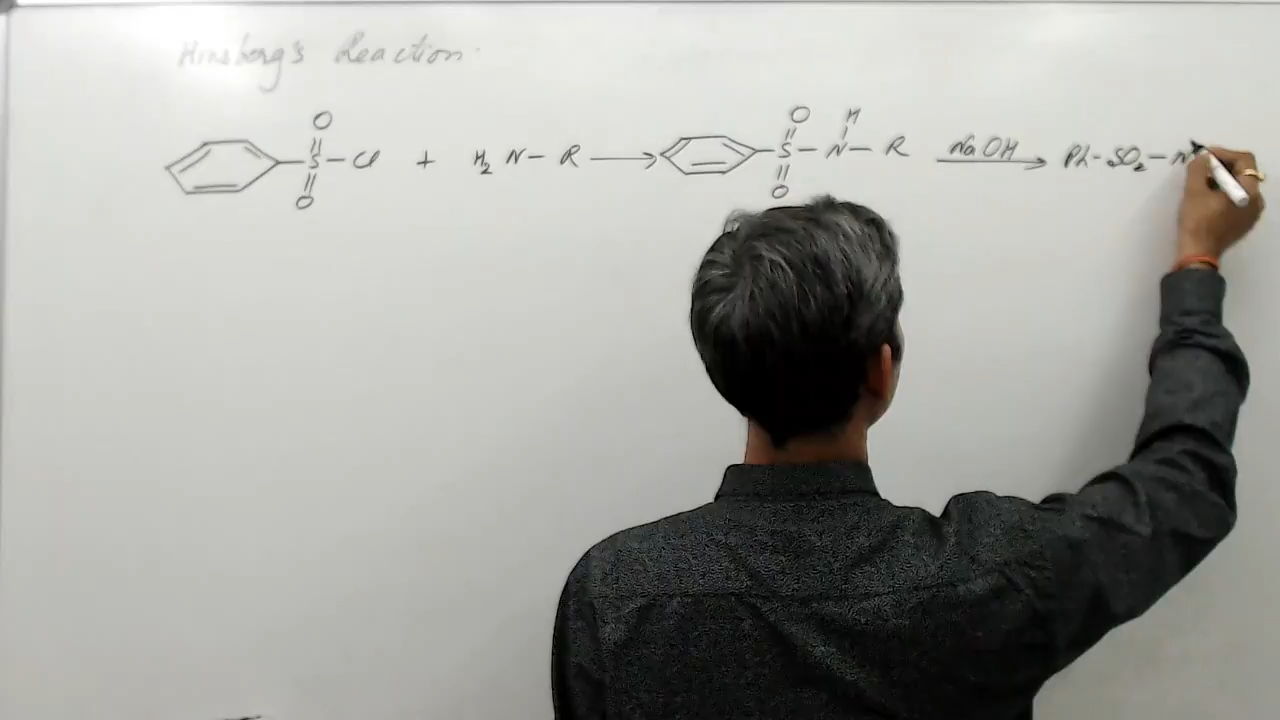 Hinsberg's Reaction.
O O H
S - Cl + H2N - R → S - N - R NaOH → Ph - SO2 - N
O O